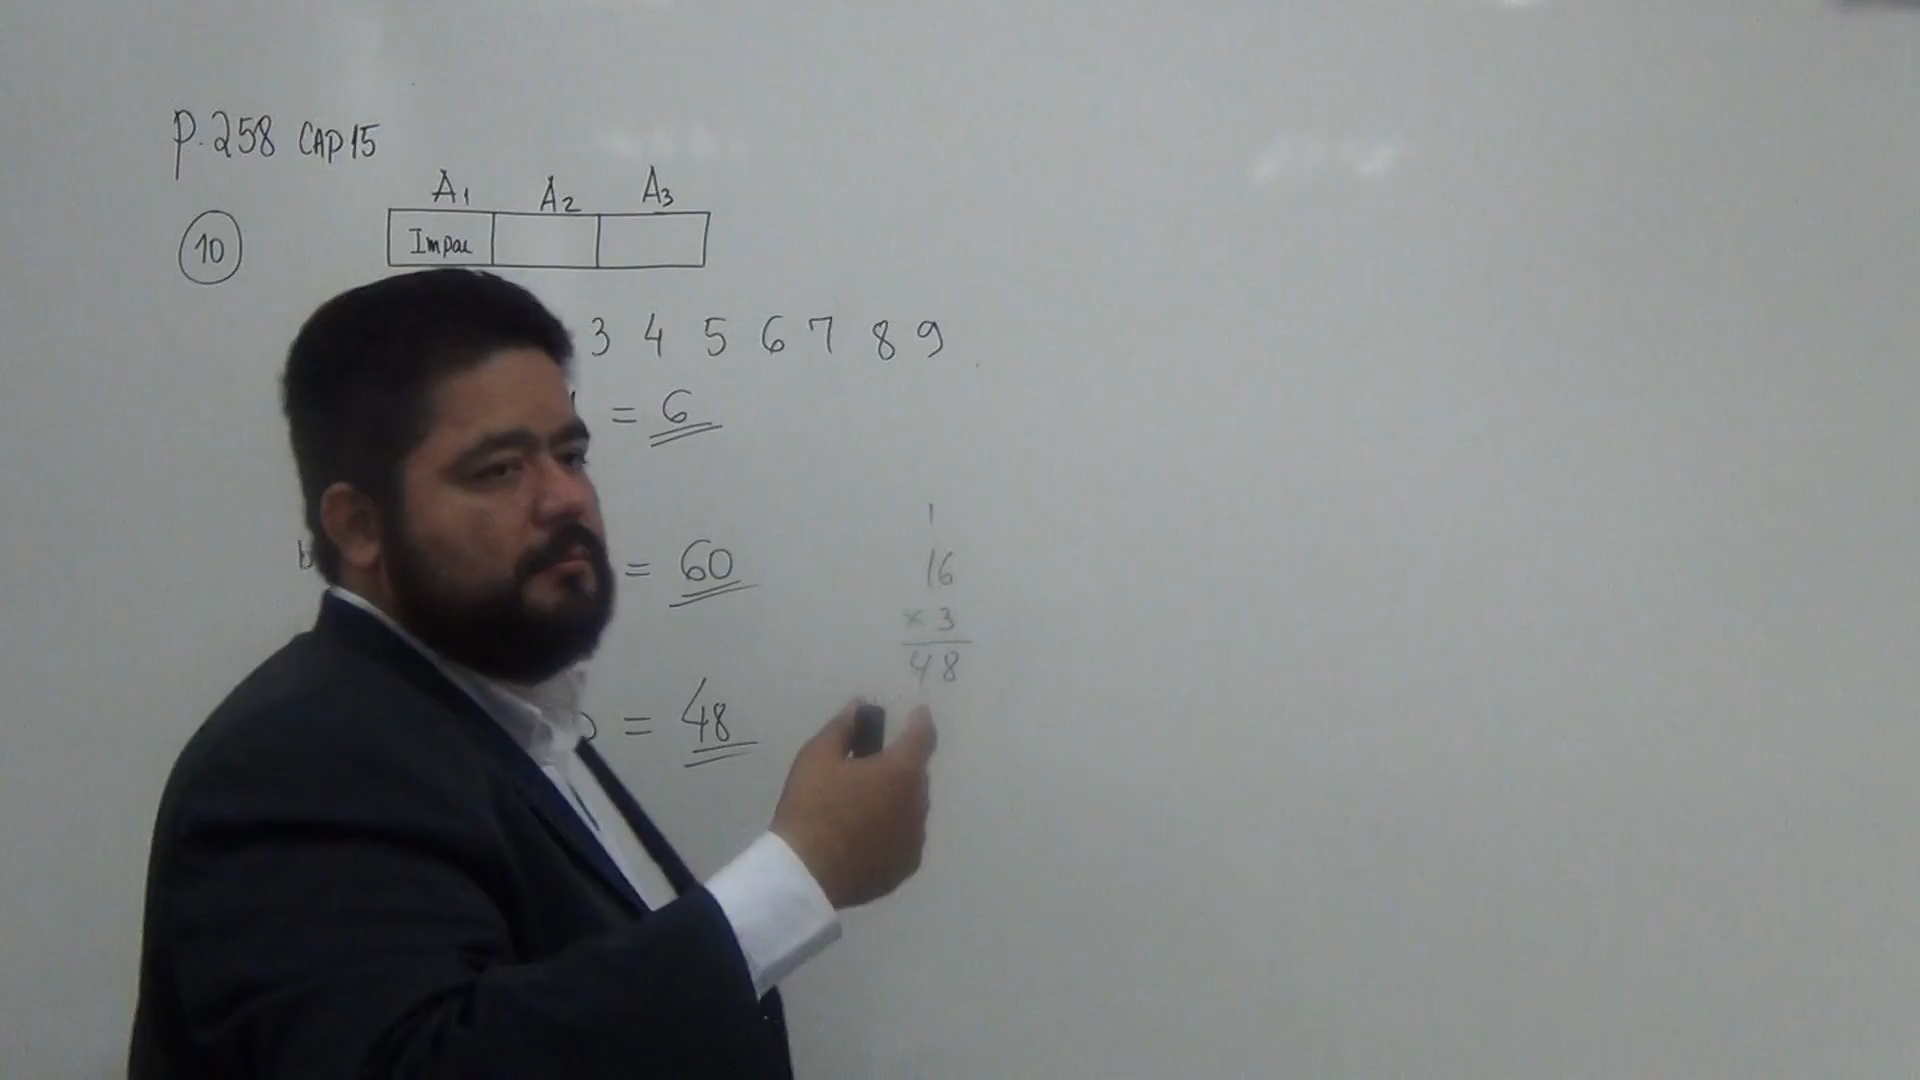 P.258 CAP 15
A1 A2 A3
10
Impar
3 4 5 6 7 8 9
= 6
= 60
= 48
1
16
× 3
48